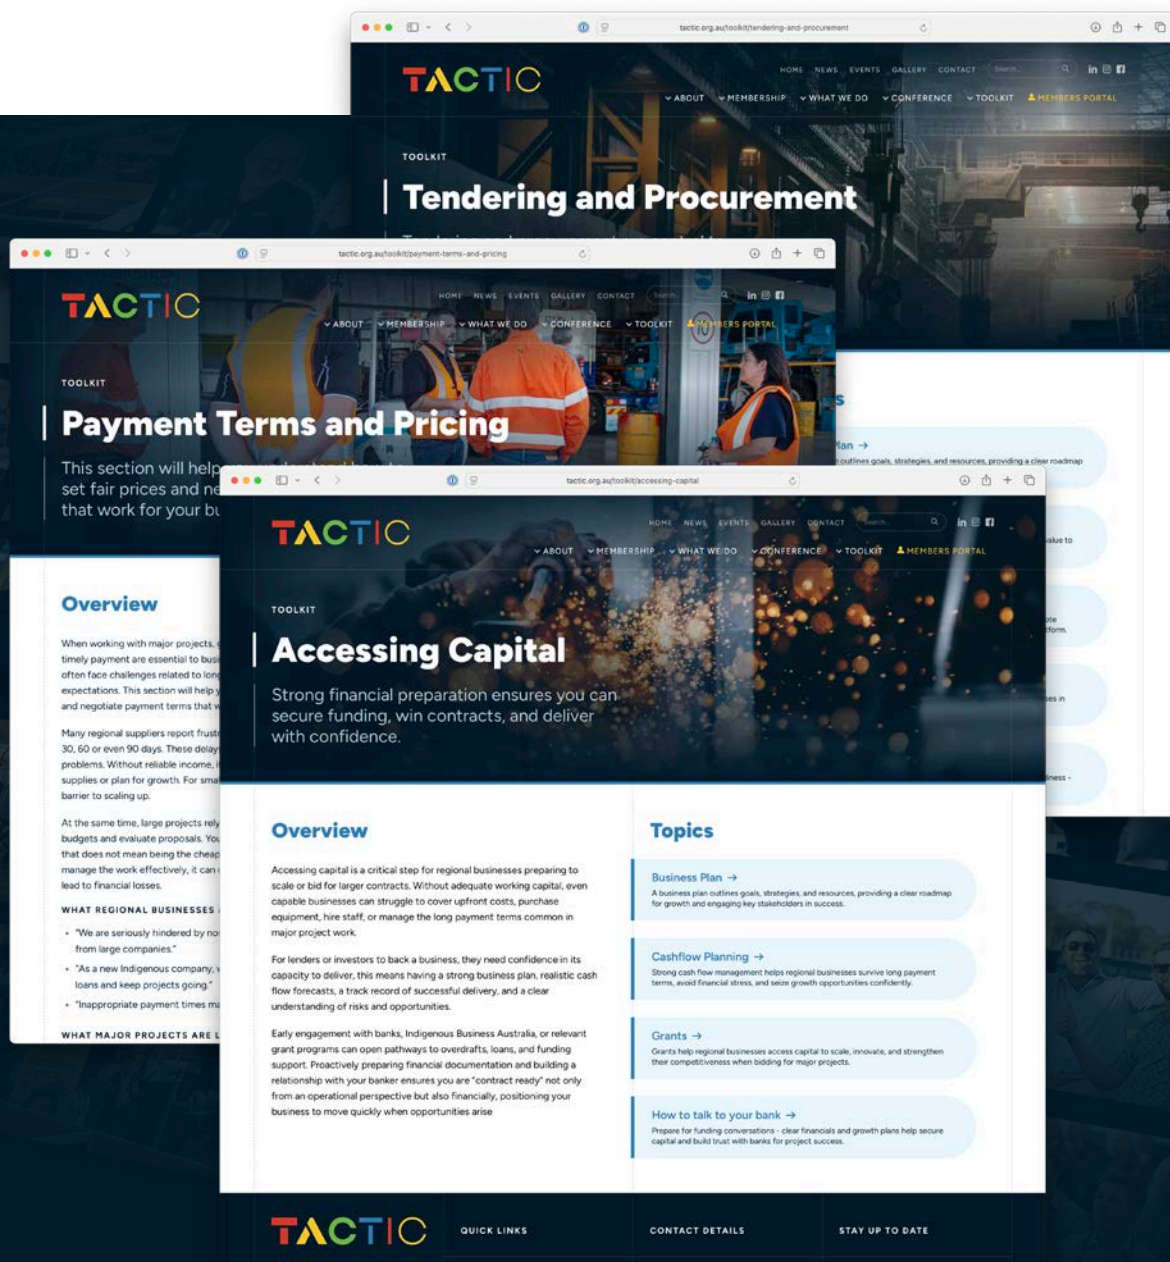 tactic.org.au/toolkit/tendering-and-procurement
TACTIC
HOME NEWS EVENTS GALLERY CONTACT Search...
ABOUT MEMBERSHIP WHAT WE DO CONFERENCE TOOLKIT MEMBERS PORTAL
TOOLKIT
Tendering and Procurement
Plan →
outlines goals, strategies, and resources, providing a clear roadmap
value to
tactic.org.au/toolkit/payment-terms-and-pricing
TACTIC
HOME NEWS EVENTS GALLERY CONTACT
ABOUT MEMBERSHIP WHAT WE DO CONFERENCE TOOLKIT MEMBERS PORTAL
TOOLKIT
Payment Terms and Pricing
This section will help
set fair prices and
that work for your
Overview
When working with major projects,
timely payment are essential to
often face challenges related to
expectations. This section will help
and negotiate payment terms that
Many regional suppliers report
30, 60 or even 90 days. These
problems. Without reliable income,
supplies or plan for growth. For
barrier to scaling up.
At the same time, large projects rely
budgets and evaluate proposals.
that does not mean being the
manage the work effectively, it can
lead to financial losses.
WHAT REGIONAL BUSINESSES
• "We are seriously hindered by
from large companies."
• "As a new Indigenous company,
loans and keep projects going."
• "Inappropriate payment times
WHAT MAJOR PROJECTS ARE
tactic.org.au/toolkit/accessing-capital
TACTIC
HOME NEWS EVENTS GALLERY CONTACT Search...
ABOUT MEMBERSHIP WHAT WE DO CONFERENCE TOOLKIT MEMBERS PORTAL
TOOLKIT
Accessing Capital
Strong financial preparation ensures you can
secure funding, win contracts, and deliver
with confidence.
Overview
Accessing capital is a critical step for regional businesses preparing to
scale or bid for larger contracts. Without adequate working capital, even
capable businesses can struggle to cover upfront costs, purchase
equipment, hire staff, or manage the long payment terms common in
major project work.
For lenders or investors to back a business, they need confidence in its
capacity to deliver, this means having a strong business plan, realistic cash
flow forecasts, a track record of successful delivery, and a clear
understanding of risks and opportunities.
Early engagement with banks, Indigenous Business Australia, or relevant
grant programs can open pathways to overdrafts, loans, and funding
support. Proactively preparing financial documentation and building a
relationship with your banker ensures you are "contract ready" not only
from an operational perspective but also financially, positioning your
business to move quickly when opportunities arise
Topics
Business Plan →
A business plan outlines goals, strategies, and resources, providing a clear roadmap
for growth and engaging key stakeholders in success.
Cashflow Planning →
Strong cash flow management helps regional businesses survive long payment
terms, avoid financial stress, and seize growth opportunities confidently.
Grants →
Grants help regional businesses access capital to scale, innovate, and strengthen
their competitiveness when bidding for major projects.
How to talk to your bank →
Prepare for funding conversations - clear financials and growth plans help secure
capital and build trust with banks for project success.
TACTIC
QUICK LINKS
CONTACT DETAILS
STAY UP TO DATE